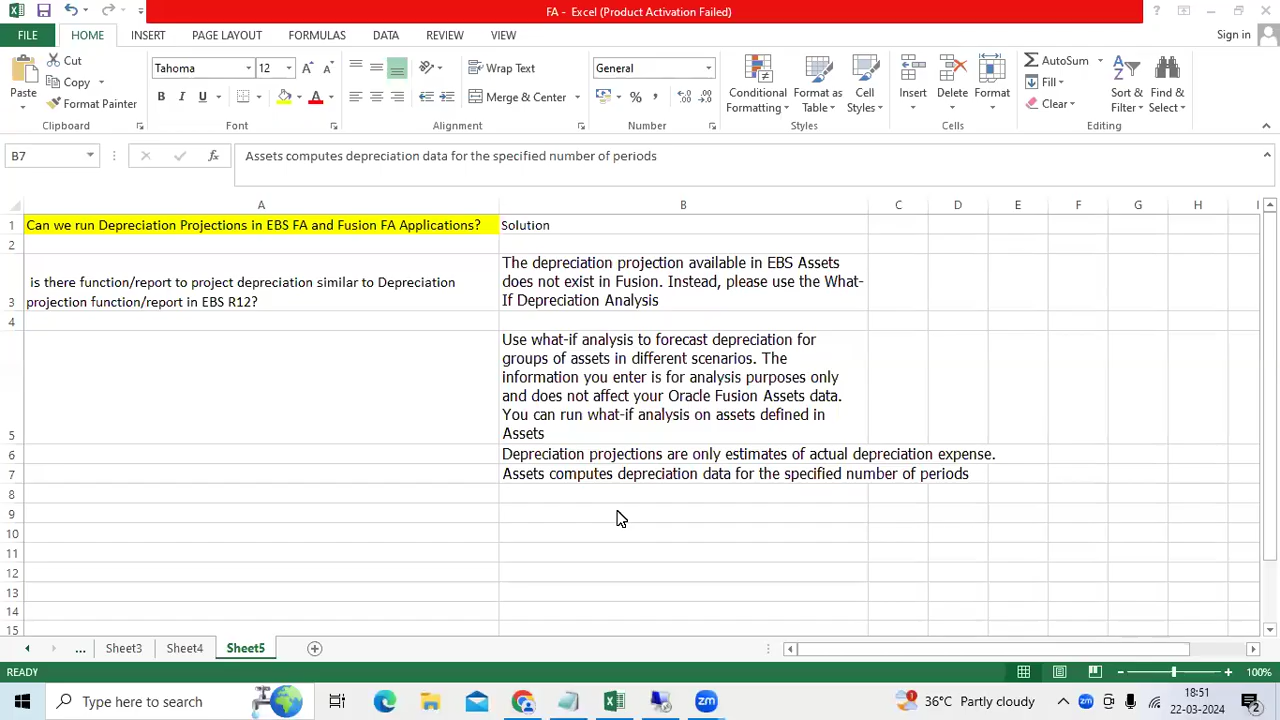 FA - Excel (Product Activation Failed)
FILE HOME INSERT PAGE LAYOUT FORMULAS DATA REVIEW VIEW Sign in
Paste
Cut
Copy
Format Painter
Clipboard
Tahoma 12
B I U
Font
Wrap Text
Merge & Center
Alignment
General
Number
Conditional Formatting
Format as Table
Cell Styles
Styles
Insert
Delete
Format
Cells
AutoSum
Fill
Clear
Sort & Filter
Find & Select
Editing
B7 fx Assets computes depreciation data for the specified number of periods
A B C D E F G H I
1 Can we run Depreciation Projections in EBS FA and Fusion FA Applications? Solution
2
3 is there function/report to project depreciation similar to Depreciation
projection function/report in EBS R12?
The depreciation projection available in EBS Assets
does not exist in Fusion. Instead, please use the What-
If Depreciation Analysis
4
5 Use what-if analysis to forecast depreciation for
groups of assets in different scenarios. The
information you enter is for analysis purposes only
and does not affect your Oracle Fusion Assets data.
You can run what-if analysis on assets defined in
Assets
6 Depreciation projections are only estimates of actual depreciation expense.
7 Assets computes depreciation data for the specified number of periods
8
9
10
11
12
13
14
15
... Sheet3 Sheet4 Sheet5
READY 100%
Type here to search
zm
zm
1
36°C Partly cloudy
18:51
22-03-2024
2